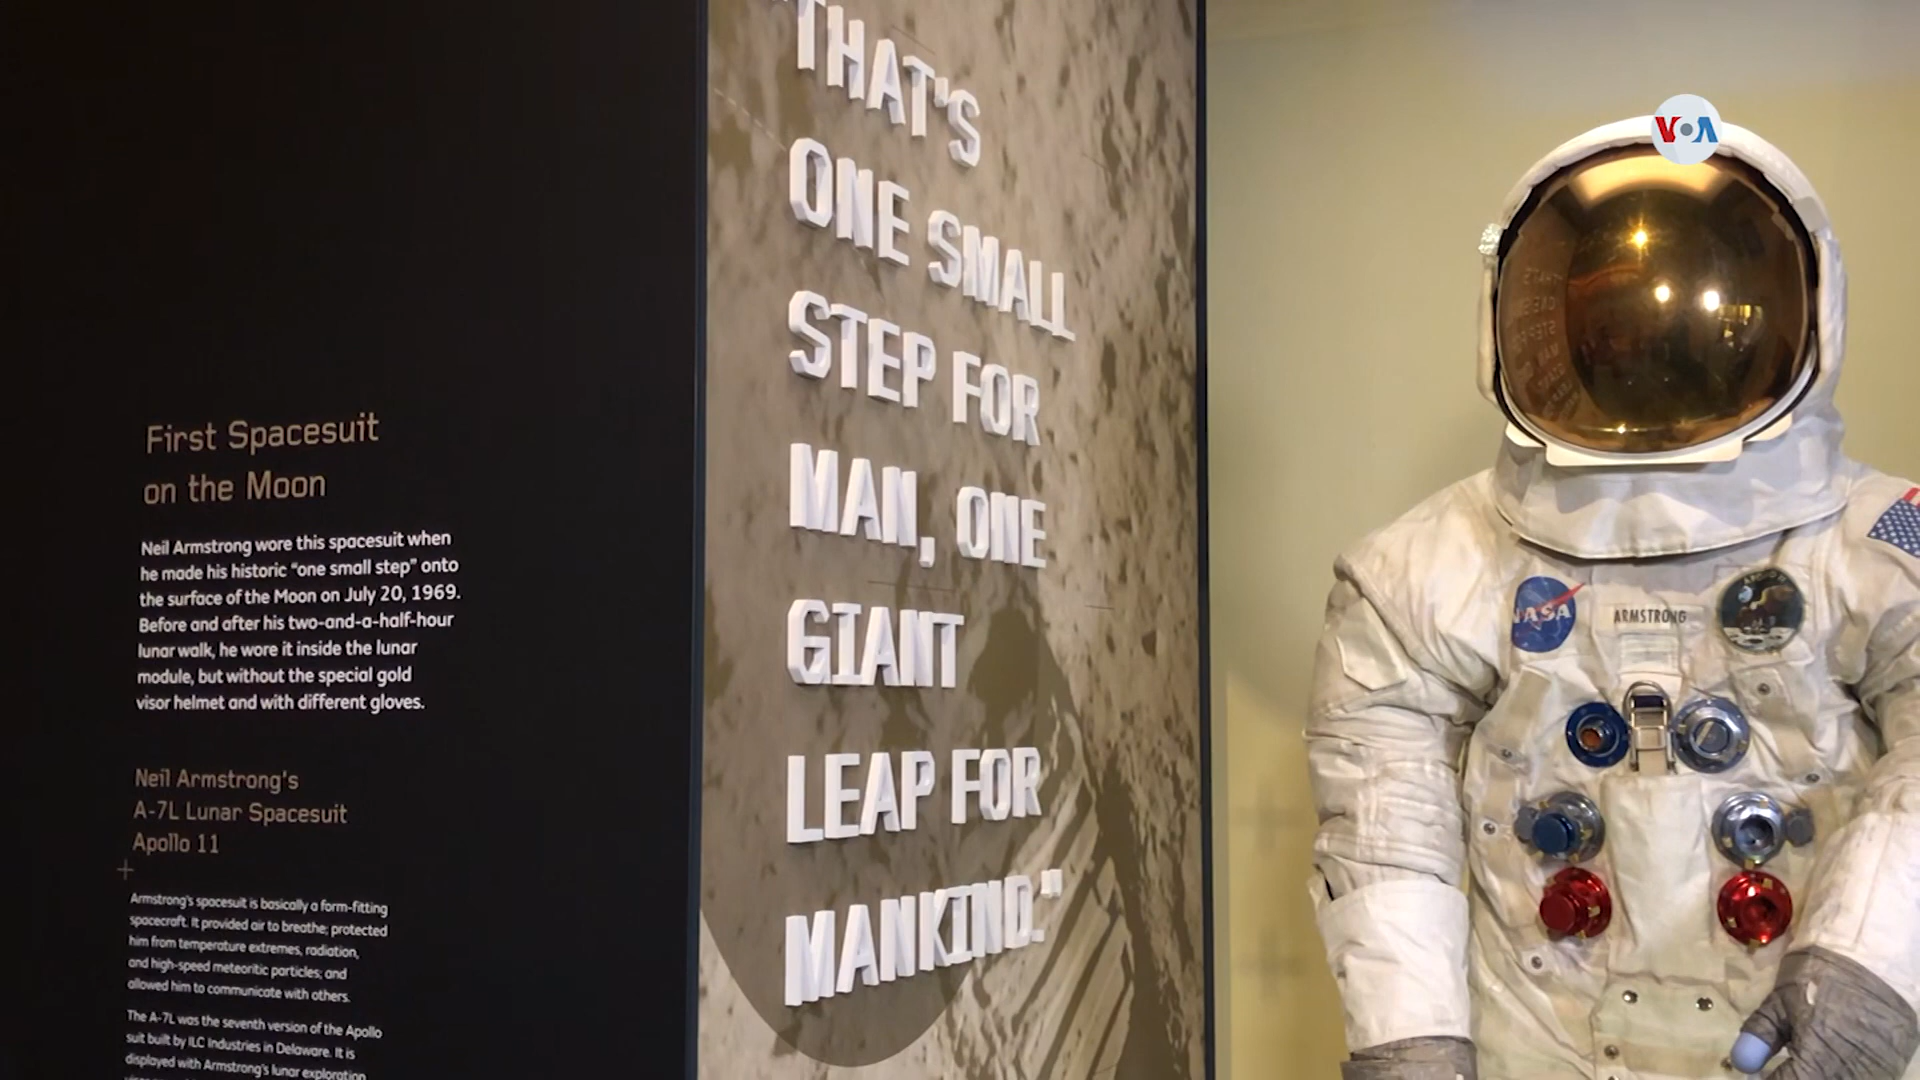 First Spacesuit
on the Moon
Neil Armstrong wore this spacesuit when
he made his historic “one small step” onto
the surface of the Moon on July 20, 1969.
Before and after his two-and-a-half-hour
lunar walk, he wore it inside the lunar
module, but without the special gold
visor helmet and with different gloves.
Neil Armstrong's
A-7L Lunar Spacesuit
Apollo 11
Armstrong's spacesuit is basically a form-fitting
spacecraft. It provided air to breathe; protected
him from temperature extremes, radiation,
and high-speed meteoritic particles; and
allowed him to communicate with others.
The A-7L was the seventh version of the Apollo
suit built by ILC Industries in Delaware. It is
displayed with Armstrong's lunar exploration
"THAT'S
ONE SMALL
STEP FOR
MAN, ONE
GIANT
LEAP FOR
MANKIND."
VOA
NASA
ARMSTRONG